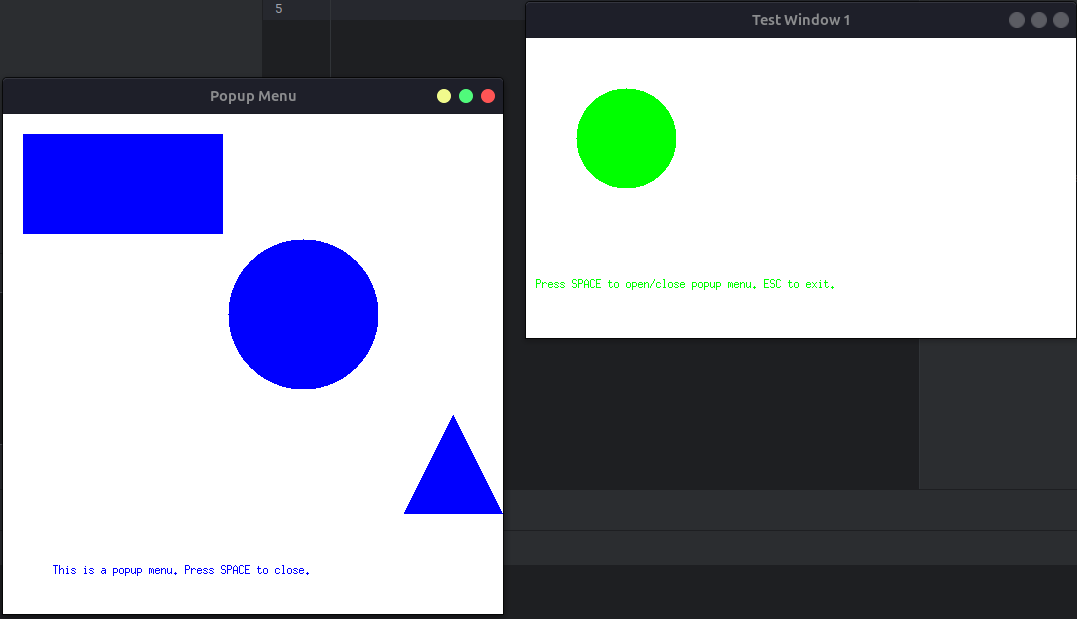 5
Test Window 1
Popup Menu
Press SPACE to open/close popup menu. ESC to exit.
This is a popup menu. Press SPACE to close.